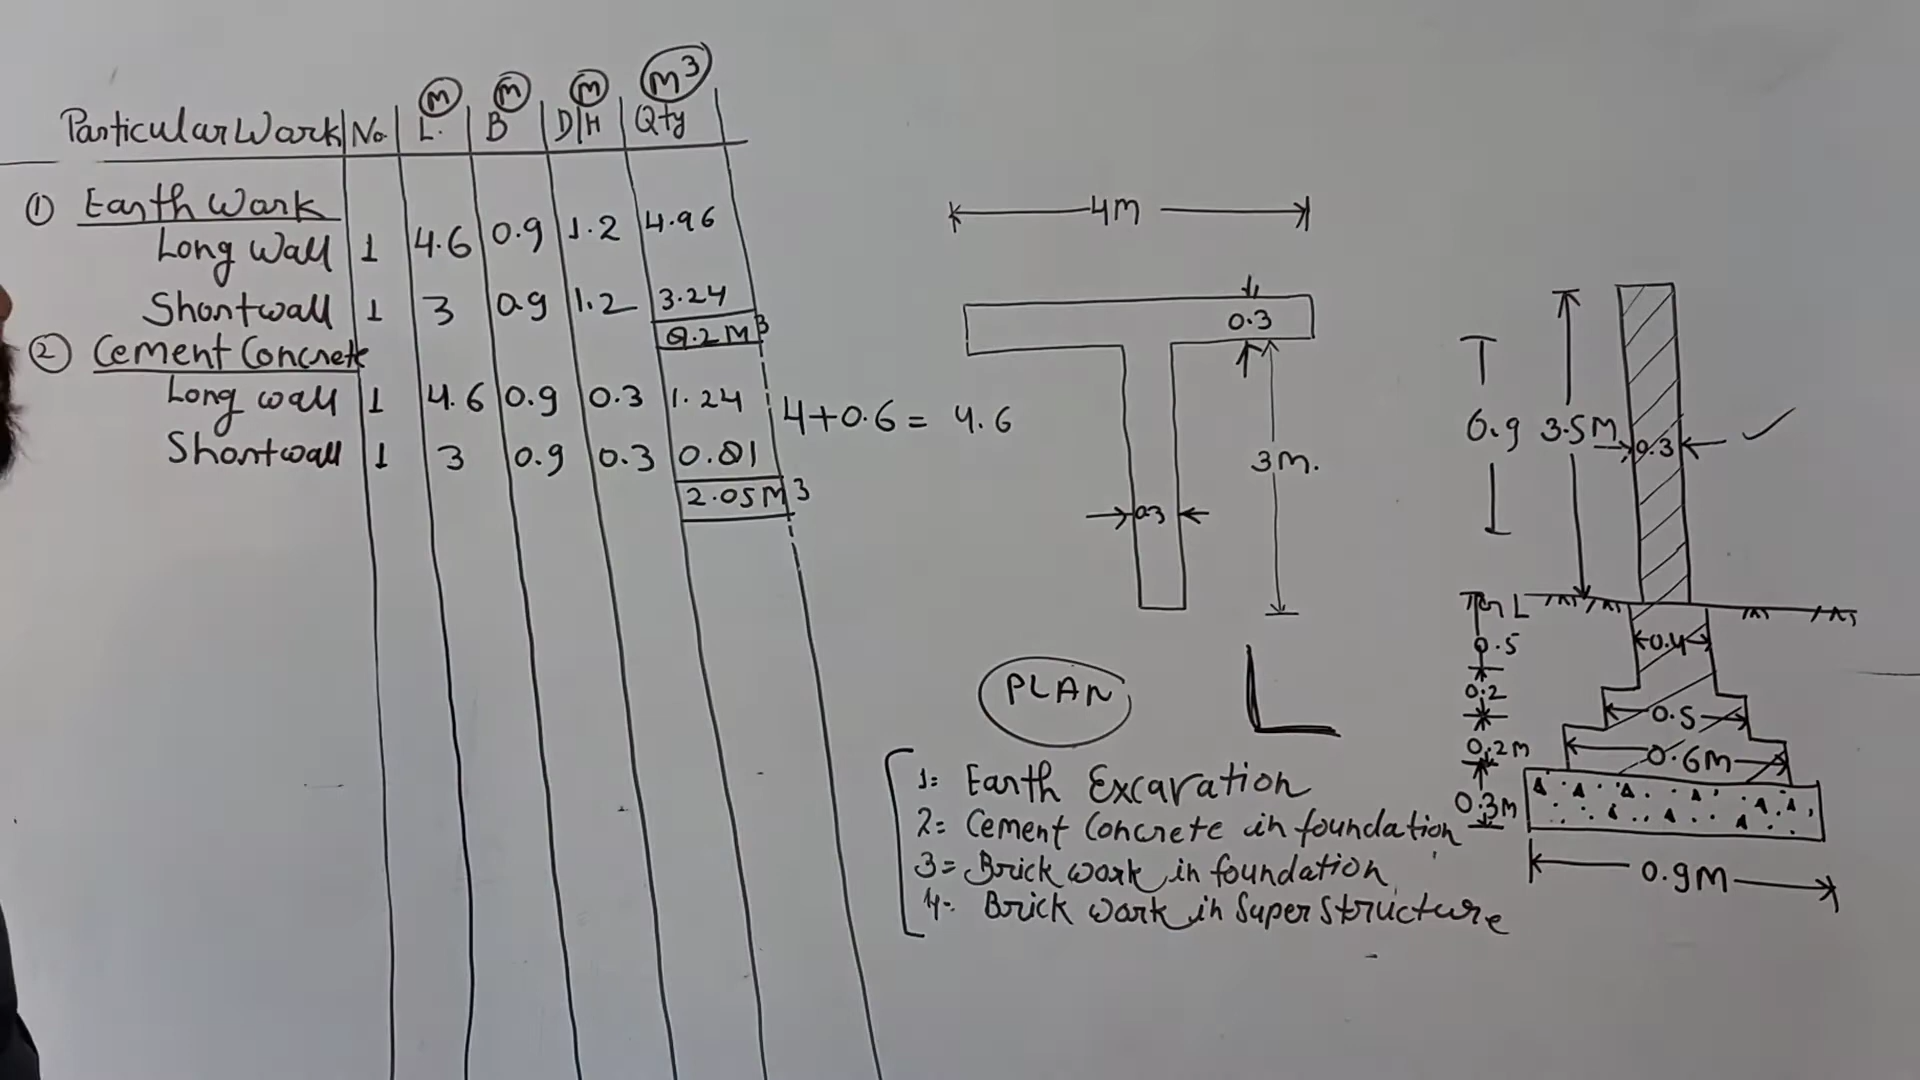 Particular Work No. L. B D/H Qty
M M M M³
① Earth Work
Long Wall 1 4.6 0.9 1.2 4.96
Short wall 1 3 0.9 1.2 3.24
8.2 M³
② Cement Concrete
Long wall 1 4.6 0.9 0.3 1.24
Short wall 1 3 0.9 0.3 0.81
2.05 M³
4+0.6 = 4.6
4M
0.3
3M.
0.3
PLAN
L
1= Earth Excavation
2= Cement Concrete in foundation
3= Brick work in foundation
4= Brick work in Super Structure
0.9
3.5M
0.3
0.4
0.5
0.2
0.5
0.2M
0.6M
0.3M
0.9M